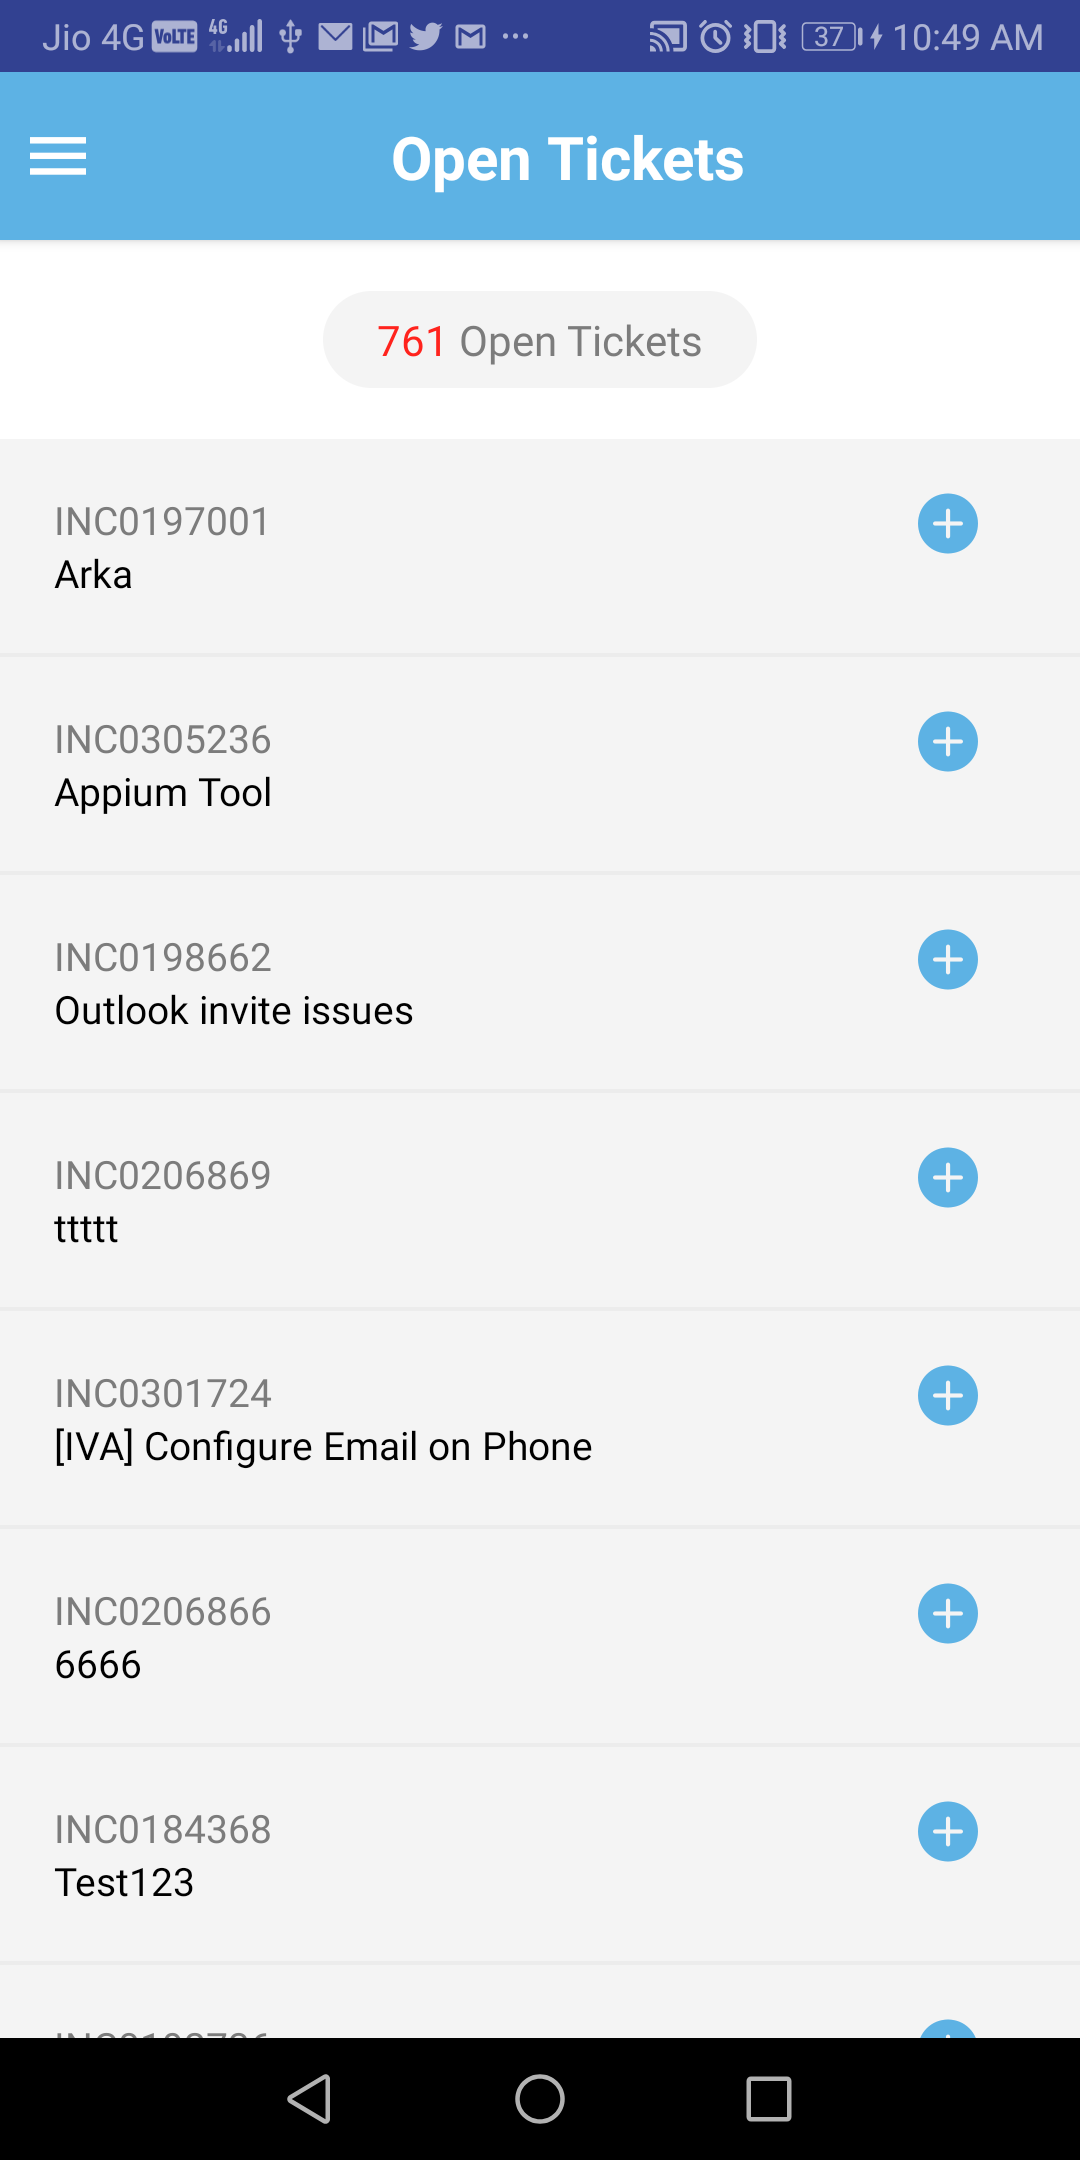 Jio 4G VoLTE 4G 37 10:49 AM
Open Tickets
761 Open Tickets
INC0197001
Arka
INC0305236
Appium Tool
INC0198662
Outlook invite issues
INC0206869
ttttt
INC0301724
[IVA] Configure Email on Phone
INC0206866
6666
INC0184368
Test123